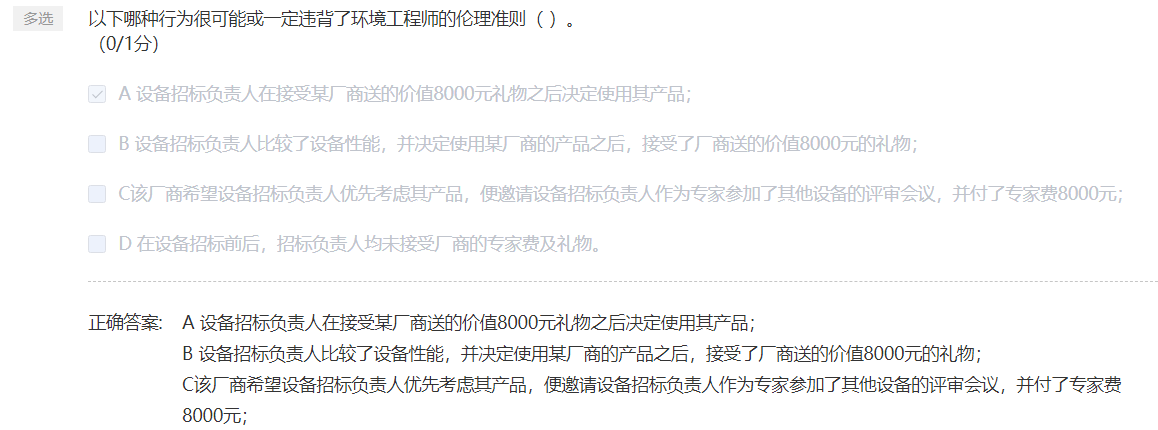 多选
以下哪种行为很可能或一定违背了环境工程师的伦理准则（ ）。
（0/1分）
A 设备招标负责人在接受某厂商送的价值8000元礼物之后决定使用其产品；
B 设备招标负责人比较了设备性能，并决定使用某厂商的产品之后，接受了厂商送的价值8000元的礼物；
C该厂商希望设备招标负责人优先考虑其产品，便邀请设备招标负责人作为专家参加了其他设备的评审会议，并付了专家费8000元；
D 在设备招标前后，招标负责人均未接受厂商的专家费及礼物。
正确答案: A 设备招标负责人在接受某厂商送的价值8000元礼物之后决定使用其产品；
B 设备招标负责人比较了设备性能，并决定使用某厂商的产品之后，接受了厂商送的价值8000元的礼物；
C该厂商希望设备招标负责人优先考虑其产品，便邀请设备招标负责人作为专家参加了其他设备的评审会议，并付了专家费
8000元；